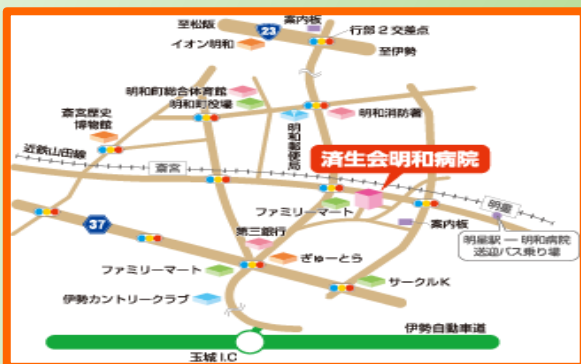 至松阪
23
案内板
行部2交差点
イオン明和
至伊勢
明和町総合体育館
明和町役場
明和消防署
斎宮歴史
博物館
明和郵便局
近鉄山田線
斎宮
済生会明和病院
明星
ファミリーマート
案内板
37
第三銀行
明星駅ー明和病院
送迎バス乗り場
ぎゅーとら
ファミリーマート
サークルK
伊勢カントリークラブ
伊勢自動車道
玉城I.C